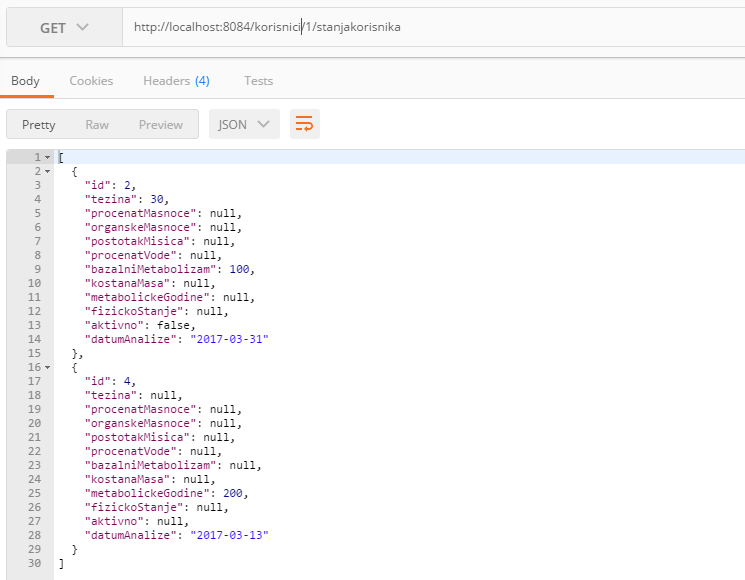 GET http://localhost:8084/korisnici/1/stanjakorisnika
Body Cookies Headers (4) Tests
Pretty Raw Preview JSON
1 [
2 {
3 "id": 2,
4 "tezina": 30,
5 "procenatMasnoce": null,
6 "organskeMasnoce": null,
7 "postotakMisica": null,
8 "procenatVode": null,
9 "bazalniMetabolizam": 100,
10 "kostanaMasa": null,
11 "metabolickeGodine": null,
12 "fizickoStanje": null,
13 "aktivno": false,
14 "datumAnalize": "2017-03-31"
15 },
16 {
17 "id": 4,
18 "tezina": null,
19 "procenatMasnoce": null,
20 "organskeMasnoce": null,
21 "postotakMisica": null,
22 "procenatVode": null,
23 "bazalniMetabolizam": null,
24 "kostanaMasa": null,
25 "metabolickeGodine": 200,
26 "fizickoStanje": null,
27 "aktivno": null,
28 "datumAnalize": "2017-03-13"
29 }
30 ]